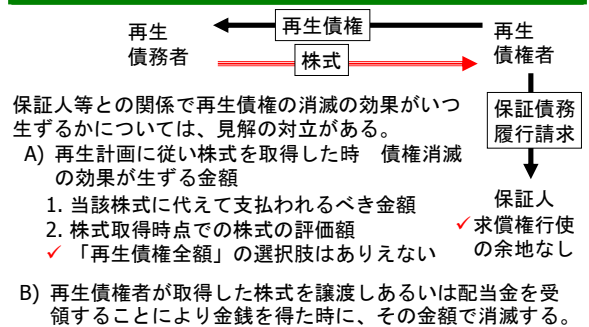 再生債権
再生
債務者
再生
債権者
株式
保証人等との関係で再生債権の消滅の効果がいつ
生ずるかについては、見解の対立がある。
A) 再生計画に従い株式を取得した時　債権消滅
の効果が生ずる金額
1. 当該株式に代えて支払われるべき金額
2. 株式取得時点での株式の評価額
✓ 「再生債権全額」の選択肢はありえない
保証債務
履行請求
保証人
✓求償権行使
の余地なし
B) 再生債権者が取得した株式を譲渡しあるいは配当金を受
領することにより金銭を得た時に、その金額で消滅する。